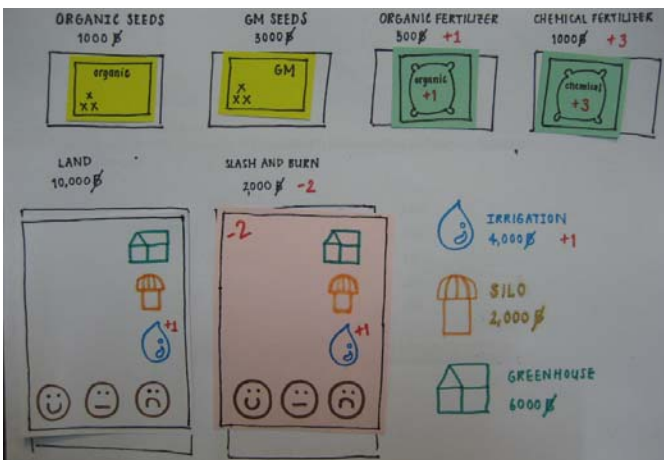 ORGANIC SEEDS
1000 ฿
GM SEEDS
3000฿
ORGANIC FERTILIZER
500฿ +1
CHEMICAL FERTILIZER
1000฿ +3
organic
x
xx
GM
x
xx
organic
+1
chemical
+3
LAND
10,000฿
SLASH AND BURN
2,000฿ -2
-2
+1
+1
IRRIGATION
4,000฿ +1
SILO
2,000฿
GREENHOUSE
6000฿